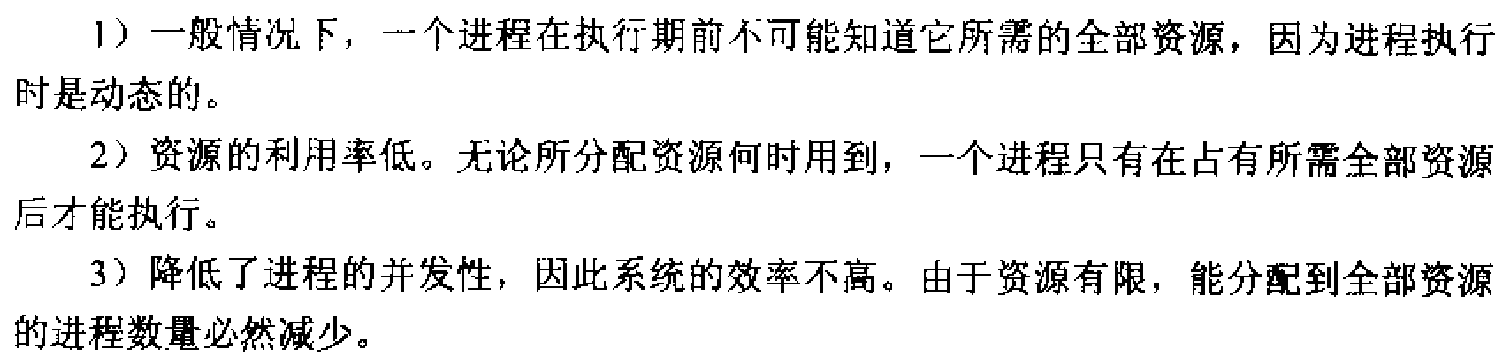 1）一般情况下，一个进程在执行期前不可能知道它所需的全部资源，因为进程执行
时是动态的。
2）资源的利用率低。无论所分配资源何时用到，一个进程只有在占有所需全部资源
后才能执行。
3）降低了进程的并发性，因此系统的效率不高。由于资源有限，能分配到全部资源
的进程数量必然减少。